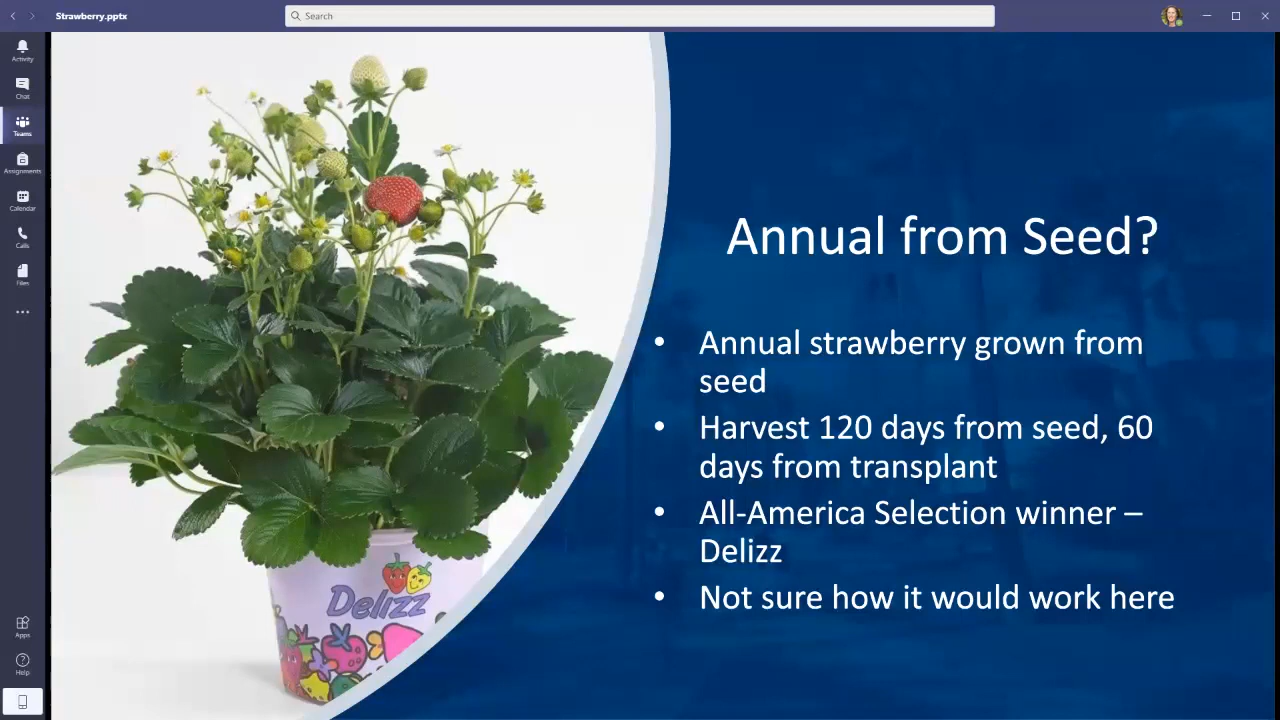 Strawberry.pptx
Search
Activity
Chat
Teams
Assignments
Calendar
Calls
Files
Apps
Help
Delizz
Annual from Seed?
• Annual strawberry grown from
seed
• Harvest 120 days from seed, 60
days from transplant
• All-America Selection winner –
Delizz
• Not sure how it would work here